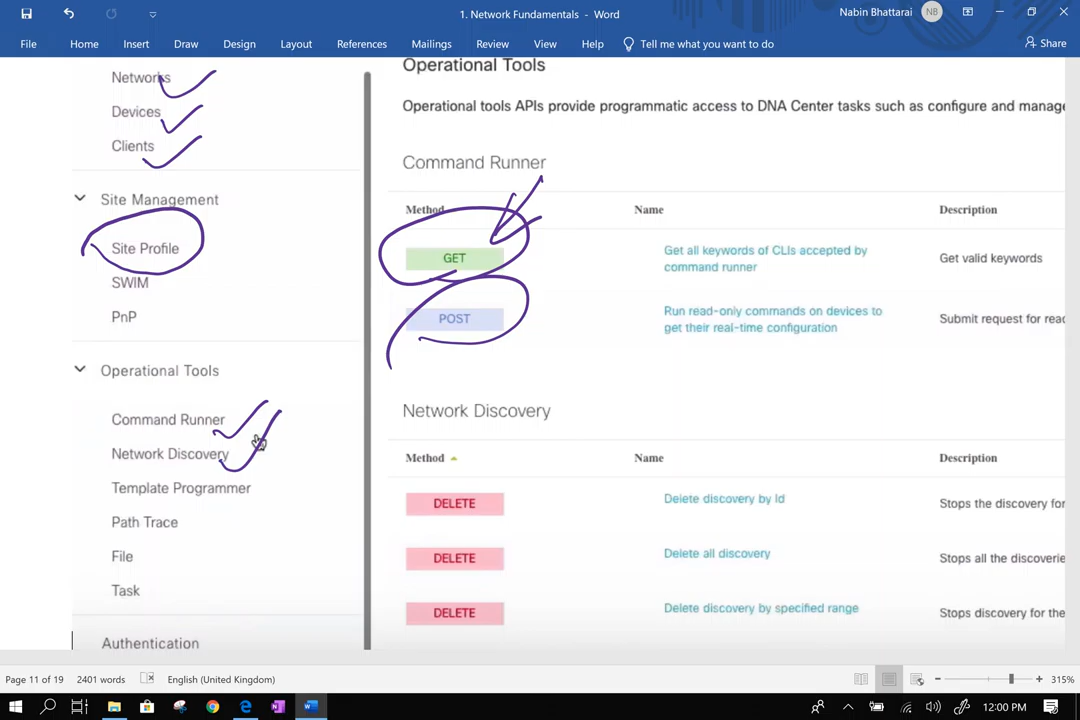 1. Network Fundamentals - Word
Nabin Bhattarai NB
File Home Insert Draw Design Layout References Mailings Review View Help Tell me what you want to do Share
Networks
Devices
Clients
Site Management
Site Profile
SWIM
PnP
Operational Tools
Command Runner
Network Discovery
Template Programmer
Path Trace
File
Task
Authentication
Operational Tools
Operational tools APIs provide programmatic access to DNA Center tasks such as configure and manage
Command Runner
Method Name Description
GET Get all keywords of CLIs accepted by Get valid keywords
command runner
POST Run read-only commands on devices to Submit request for read
get their real-time configuration
Network Discovery
Method Name Description
DELETE Delete discovery by Id Stops the discovery for
DELETE Delete all discovery Stops all the discoverie
DELETE Delete discovery by specified range Stops discovery for the
Page 11 of 19 2401 words English (United Kingdom) 315%
12:00 PM